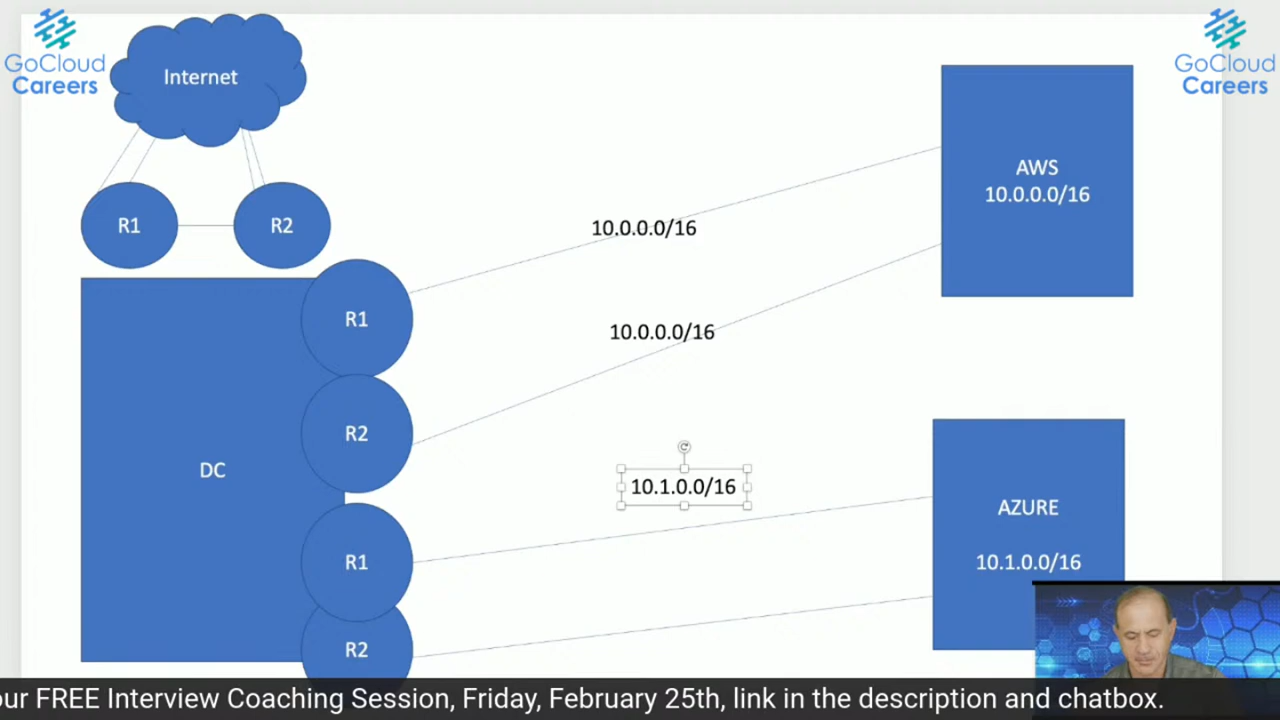 GoCloud
Careers
Internet
GoCloud
Careers
AWS
10.0.0.0/16
R1
R2
10.0.0.0/16
R1
10.0.0.0/16
R2
DC
10.1.0.0/16
AZURE
10.1.0.0/16
R1
R2
our FREE Interview Coaching Session, Friday, February 25th, link in the description and chatbox.